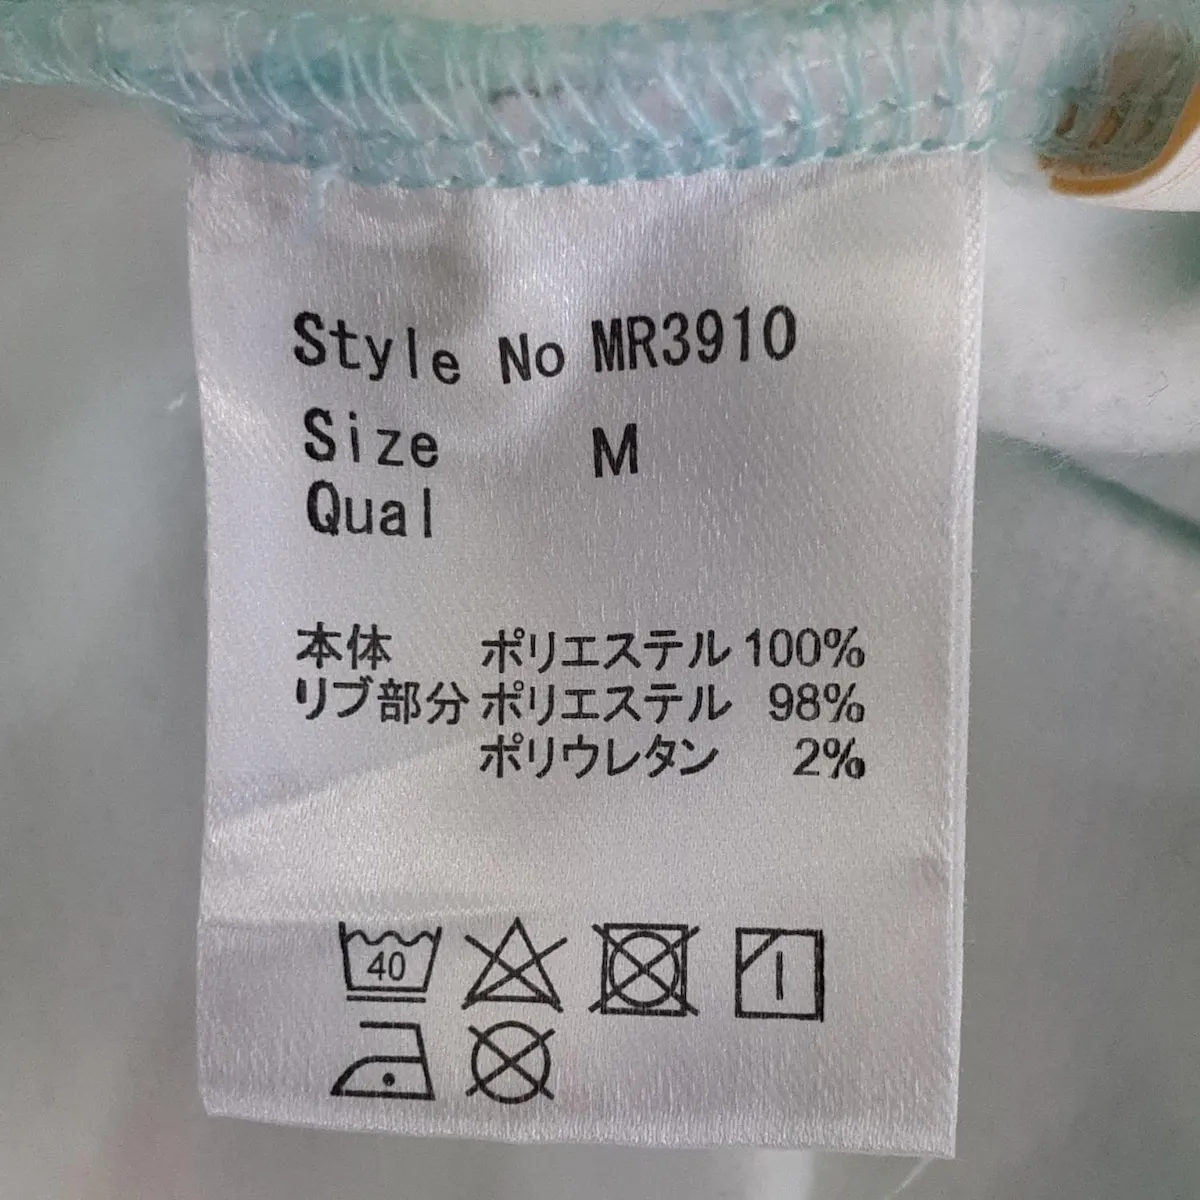 Style No MR3910
Size M
Qual
本体 ポリエステル 100%
リブ部分 ポリエステル 98%
ポリウレタン 2%
40